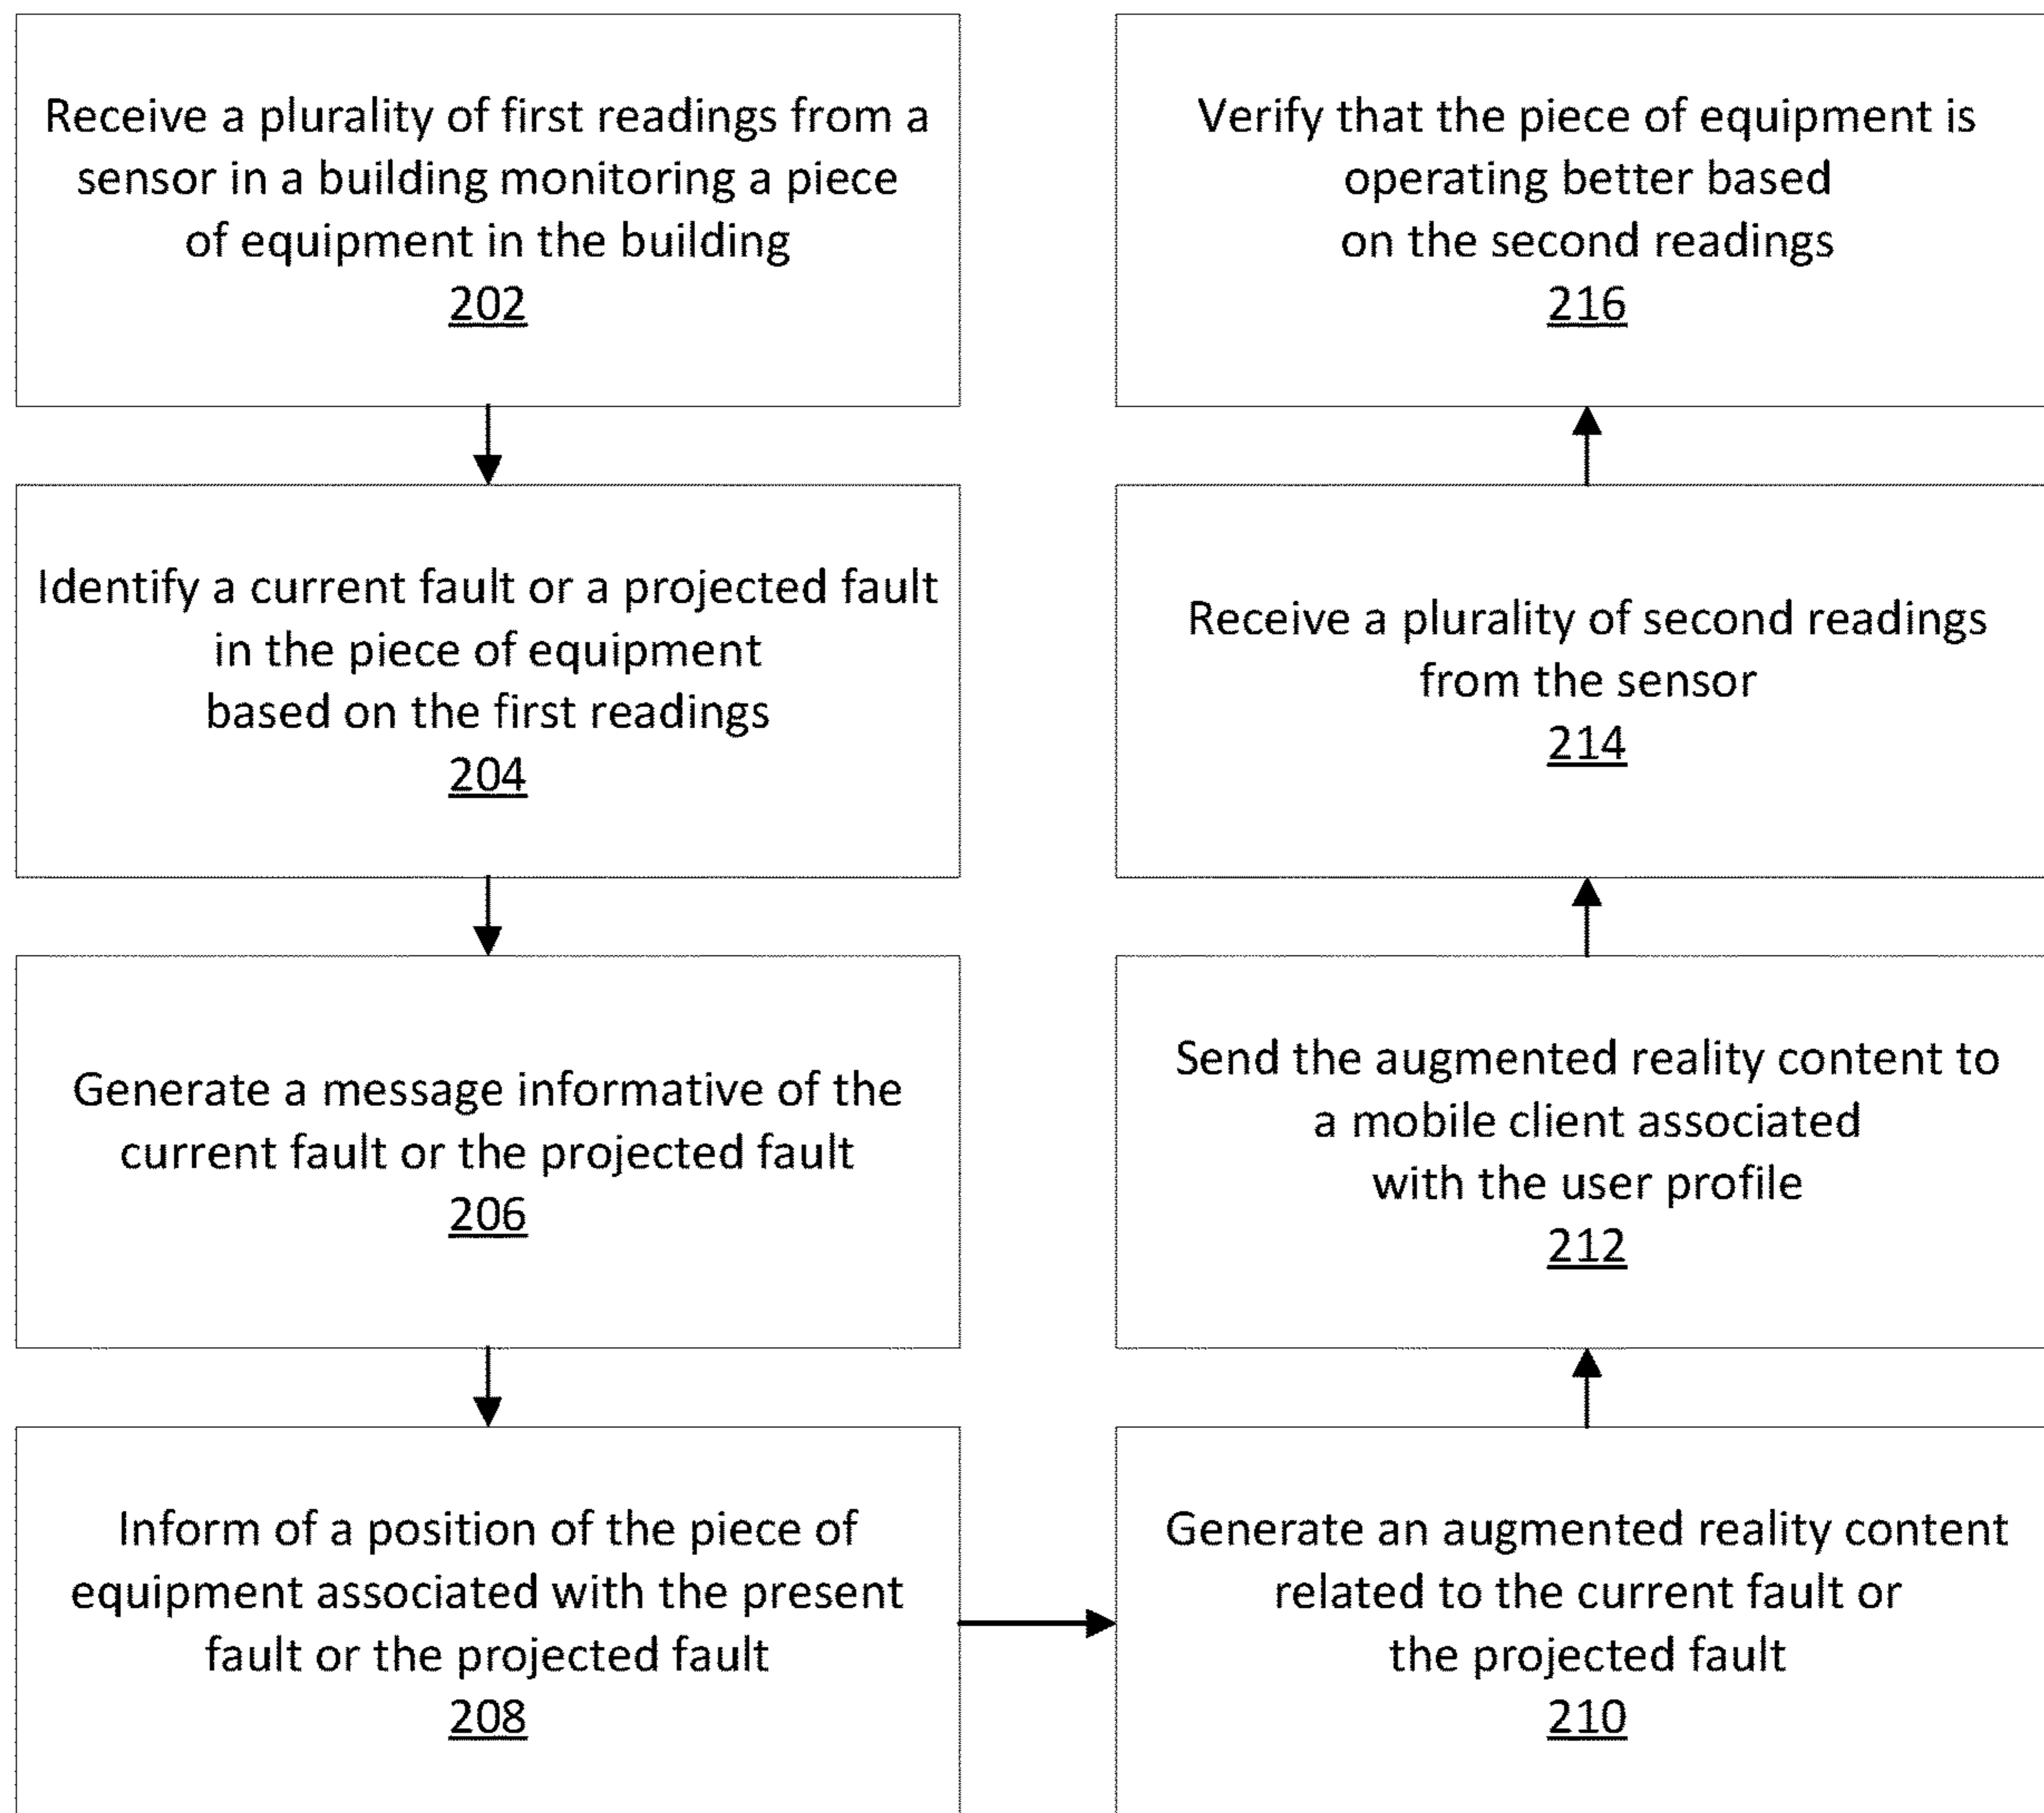 Receive a plurality of first readings from a
sensor in a building monitoring a piece
of equipment in the building
202
Identify a current fault or a projected fault
in the piece of equipment
based on the first readings
204
Generate a message informative of the
current fault or the projected fault
206
Inform of a position of the piece of
equipment associated with the present
fault or the projected fault
208
Generate an augmented reality content
related to the current fault or
the projected fault
210
Send the augmented reality content to
a mobile client associated
with the user profile
212
Receive a plurality of second readings
from the sensor
214
Verify that the piece of equipment is
operating better based
on the second readings
216